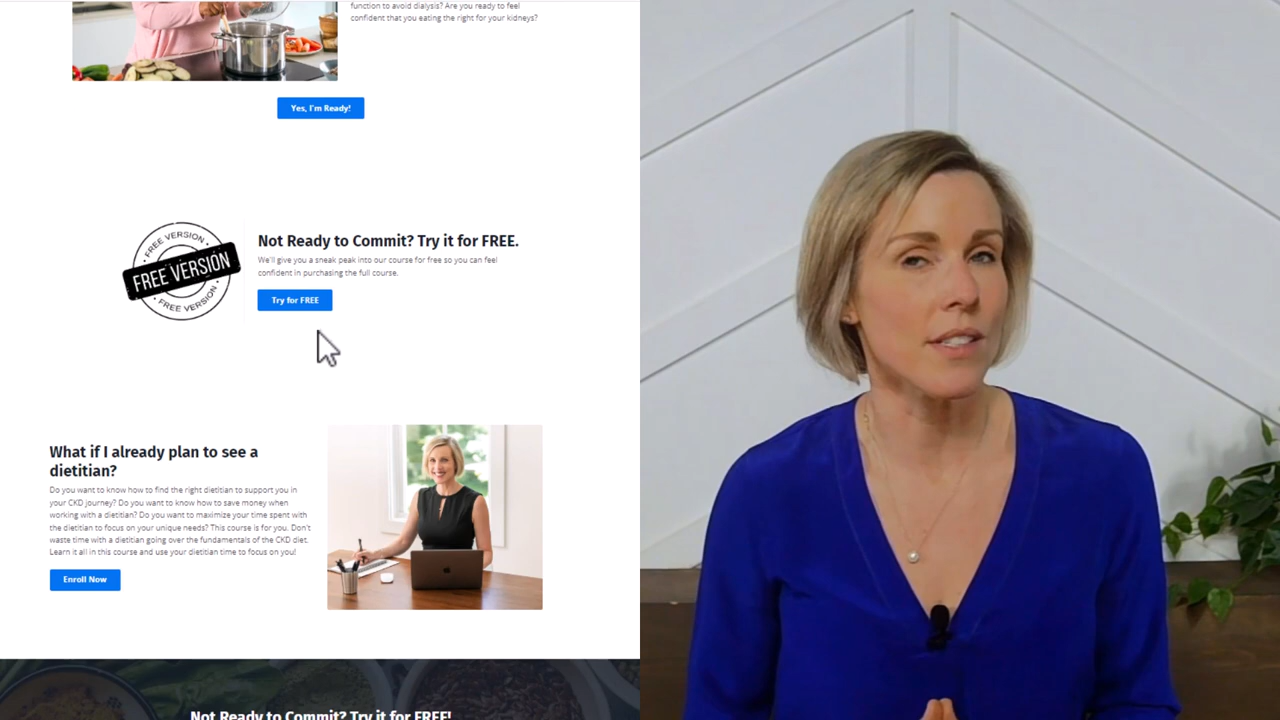 function to avoid dialysis? Are you ready to feel
confident that you eating the right for your kidneys?
Yes, I'm Ready!
FREE VERSION
FREE VERSION
FREE VERSION
Not Ready to Commit? Try it for FREE.
We'll give you a sneak peak into our course for free so you can feel
confident in purchasing the full course.
Try for FREE
What if I already plan to see a
dietitian?
Do you want to know how to find the right dietitian to support you in
your CKD journey? Do you want to know how to save money when
working with a dietitian? Do you want to maximize your time spent with
the dietitian to focus on your unique needs? This course is for you. Don't
waste time with a dietitian going over the fundamentals of the CKD diet.
Learn it all in this course and use your dietitian time to focus on you!
Enroll Now
Not Ready to Commit? Try it for FREE!